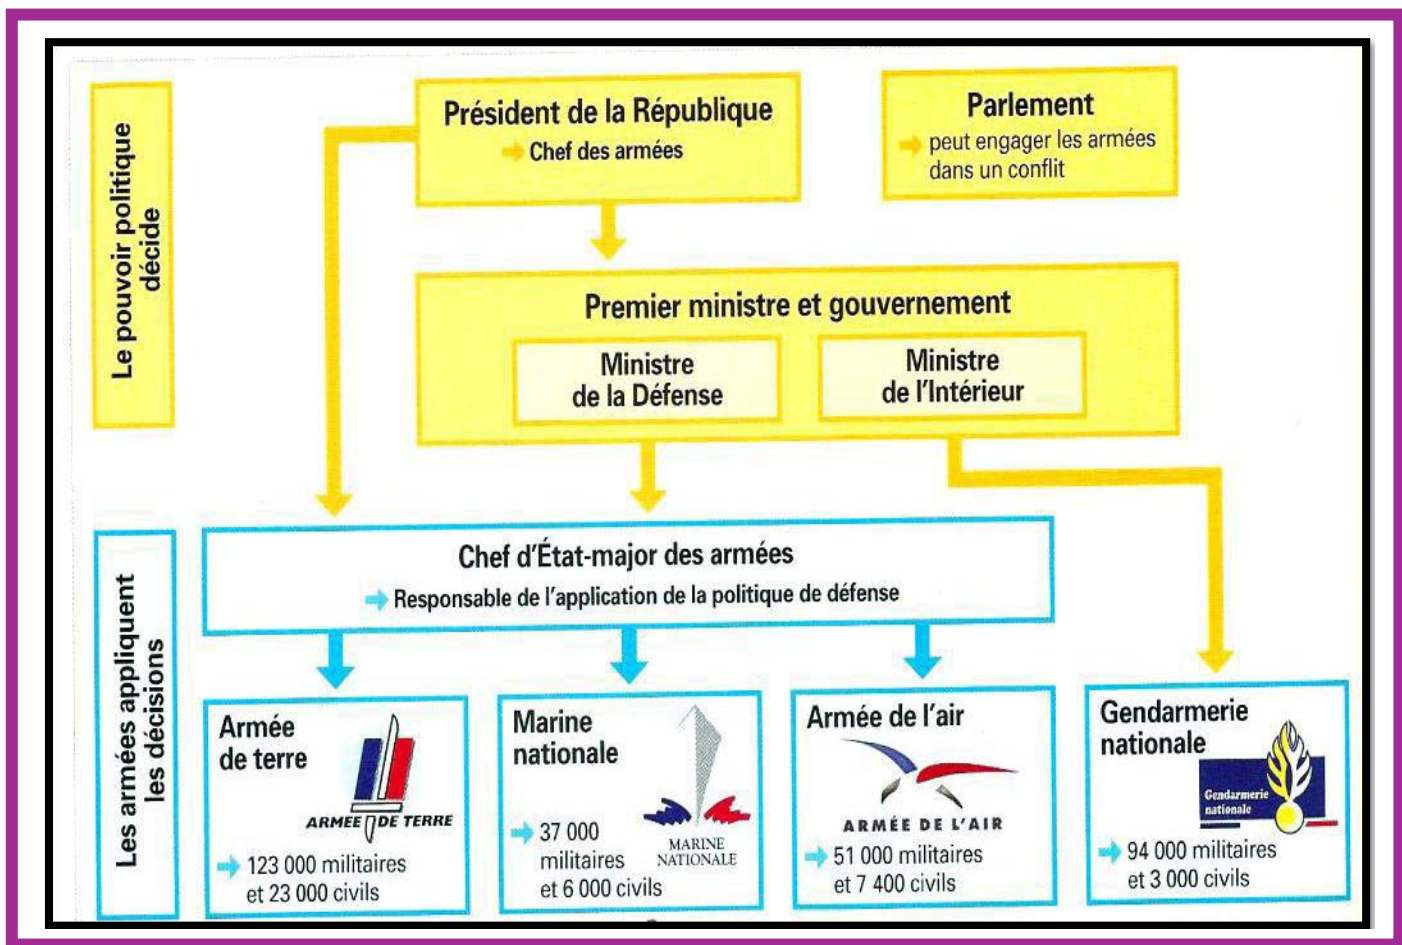 Le pouvoir politique
décide
Président de la République
Chef des armées
Parlement
peut engager les armées
dans un conflit
Premier ministre et gouvernement
Ministre
de la Défense
Ministre
de l'Intérieur
Les armées appliquent
les décisions
Chef d'État-major des armées
Responsable de l'application de la politique de défense
Armée
de terre
ARMÉE DE TERRE
123 000 militaires
et 23 000 civils
Marine
nationale
MARINE
NATIONALE
37 000
militaires
et 6 000 civils
Armée de l'air
ARMÉE DE L'AIR
51 000 militaires
et 7 400 civils
Gendarmerie
nationale
Gendarmerie
nationale
94 000 militaires
et 3 000 civils